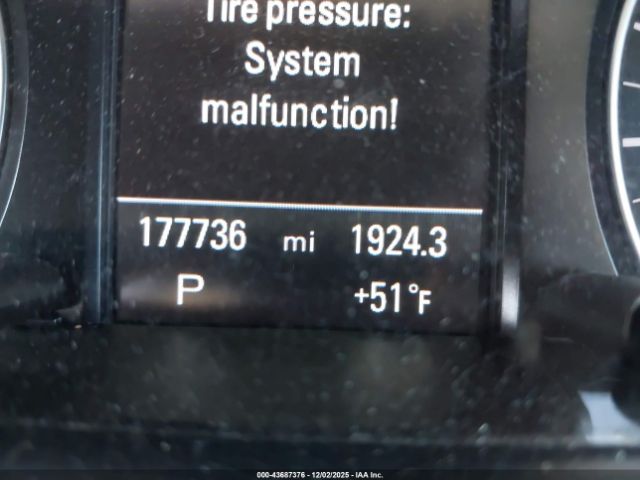 Tire pressure:
System
malfunction!
177736 mi 1924.3
P +51°F
000-43687376 - 12/02/2025 - IAA Inc.